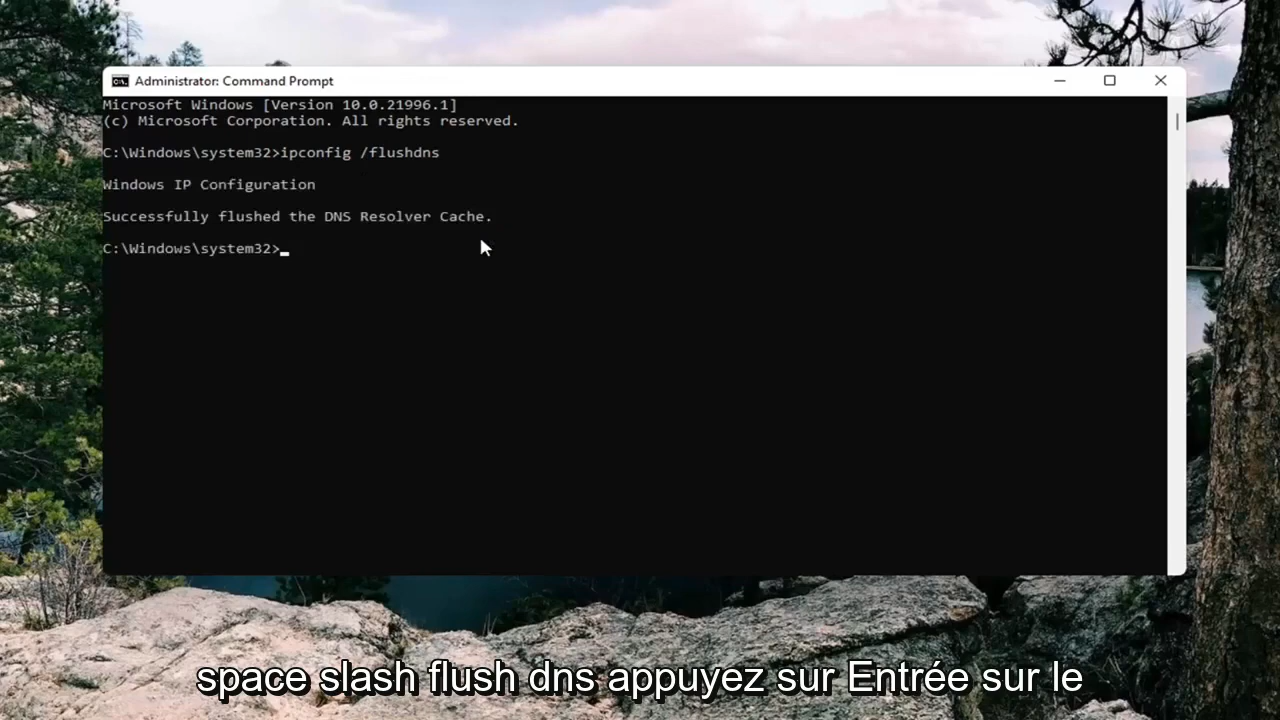 Administrator: Command Prompt
Microsoft Windows [Version 10.0.21996.1]
(c) Microsoft Corporation. All rights reserved.
C:\Windows\system32>ipconfig /flushdns
Windows IP Configuration
Successfully flushed the DNS Resolver Cache.
C:\Windows\system32>
space slash flush dns appuyez sur Entrée sur le